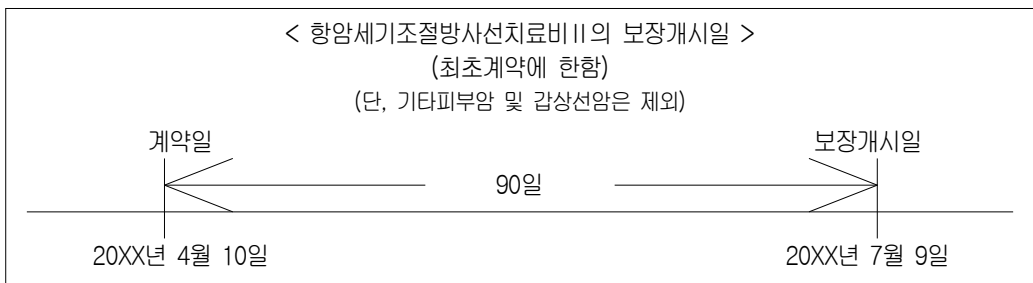 < 항암세기조절방사선치료비Ⅱ의 보장개시일 >
(최초계약에 한함)
(단, 기타피부암 및 갑상선암은 제외)
계약일 보장개시일
90일
20XX년 4월 10일 20XX년 7월 9일